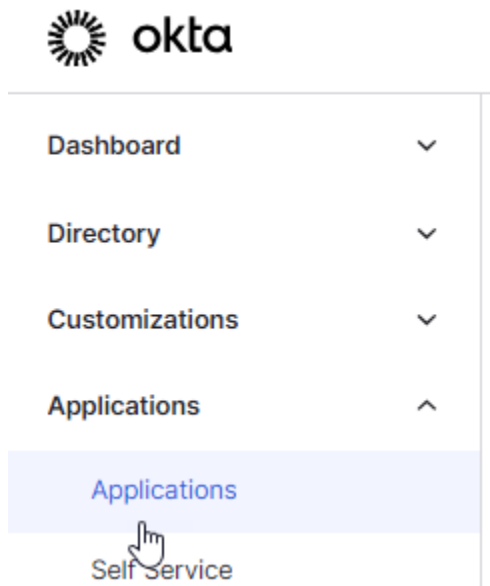 okta
Dashboard
Directory
Customizations
Applications
Applications
Self Service